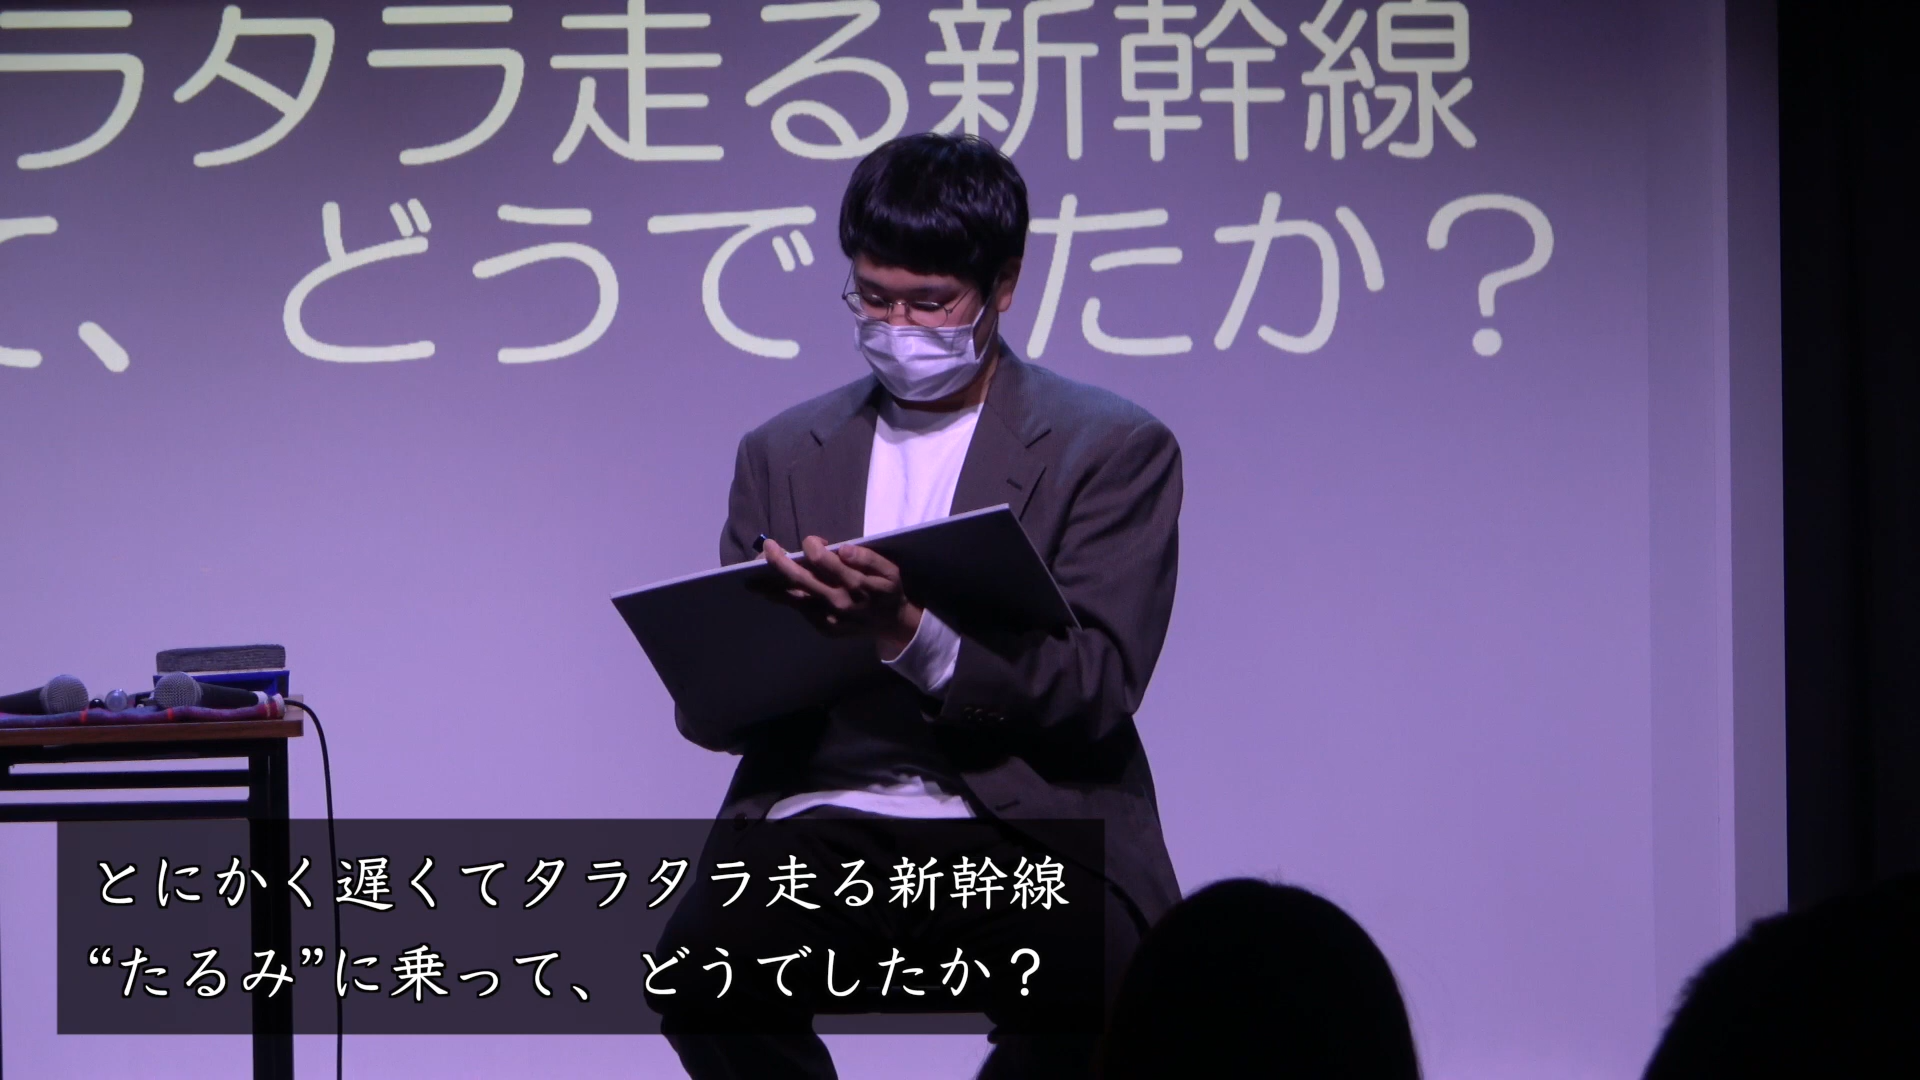 ラタラ走る新幹線
て、どうでしたか？
とにかく遅くてタラタラ走る新幹線
“たるみ”に乗って、どうでしたか？